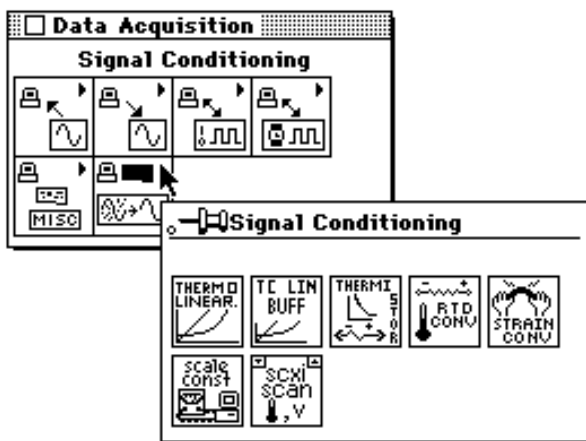 Data Acquisition
Signal Conditioning
MISC
Signal Conditioning
THERMO
LINEAR.
TC LIN
BUFF
THERMI
STOR
RTD
CONV
STRAIN
CONV
scale
const
scxi
scan
,V